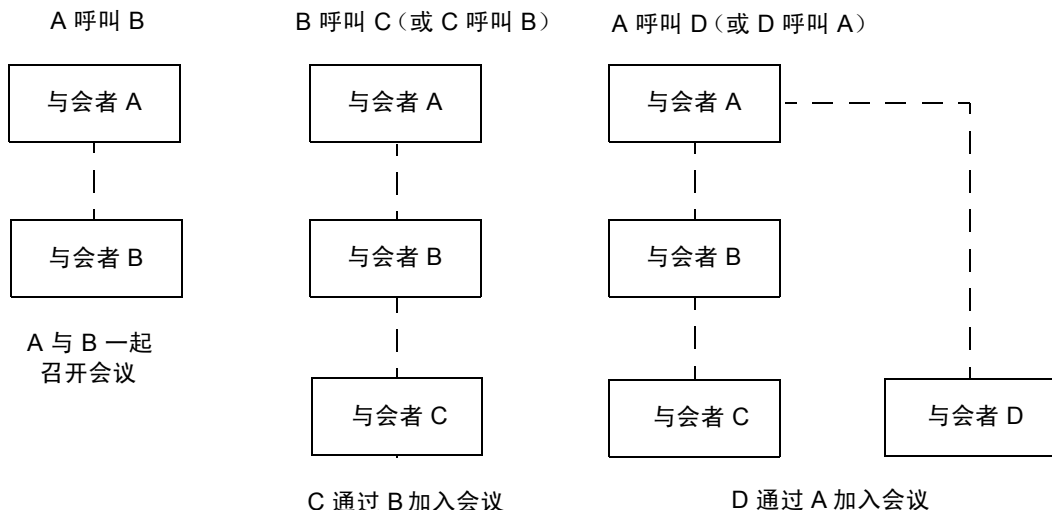 A 呼叫 B
与会者 A
与会者 B
A 与 B 一起
召开会议
B 呼叫 C（或 C 呼叫 B）
与会者 A
与会者 B
与会者 C
C 通过 B 加入会议
A 呼叫 D（或 D 呼叫 A）
与会者 A
与会者 B
与会者 C
与会者 D
D 通过 A 加入会议